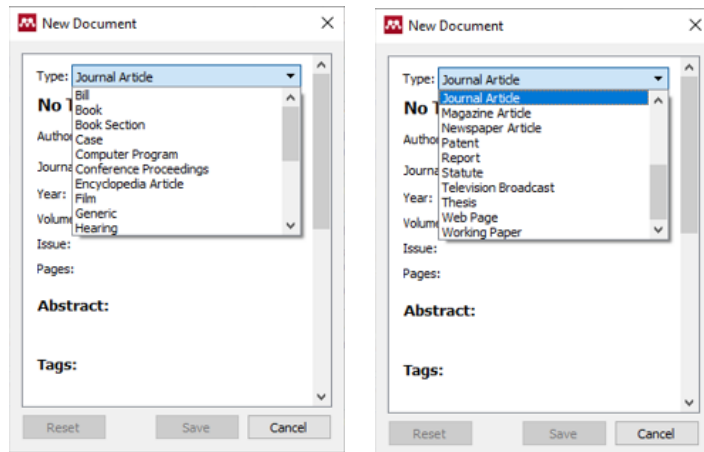 New Document
Type: Journal Article
Bill
No T
Book
Book Section
Autho
Case
Computer Program
Journa
Conference Proceedings
Encyclopedia Article
Year:
Film
Generic
Volume
Hearing
Issue:
Pages:
Abstract:
Tags:
Reset Save Cancel
New Document
Type: Journal Article
Journal Article
No T
Magazine Article
Newspaper Article
Autho
Patent
Report
Journa
Statute
Television Broadcast
Year:
Thesis
Web Page
Volume
Working Paper
Issue:
Pages:
Abstract:
Tags:
Reset Save Cancel